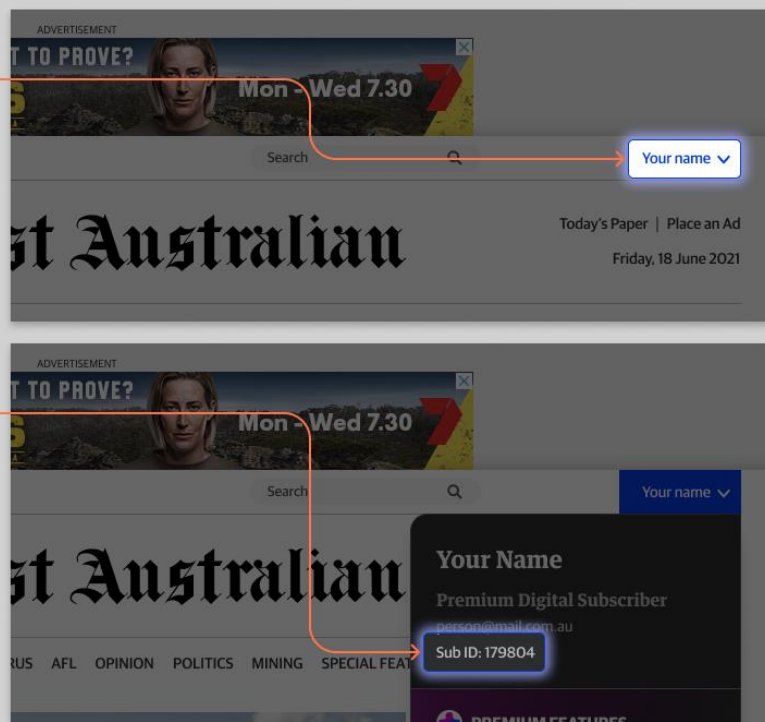 ADVERTISEMENT
T TO PROVE?
Mon - Wed 7.30
7
Search
Your name
st Australian
Today's Paper | Place an Ad
Friday, 18 June 2021
ADVERTISEMENT
T TO PROVE?
Mon - Wed 7.30
7
Search
Your name
st Australian
Your Name
Premium Digital Subscriber
person@mail.com.au
Sub ID: 179804
RUS AFL OPINION POLITICS MINING SPECIAL FEAT
PREMIUM FEATURES